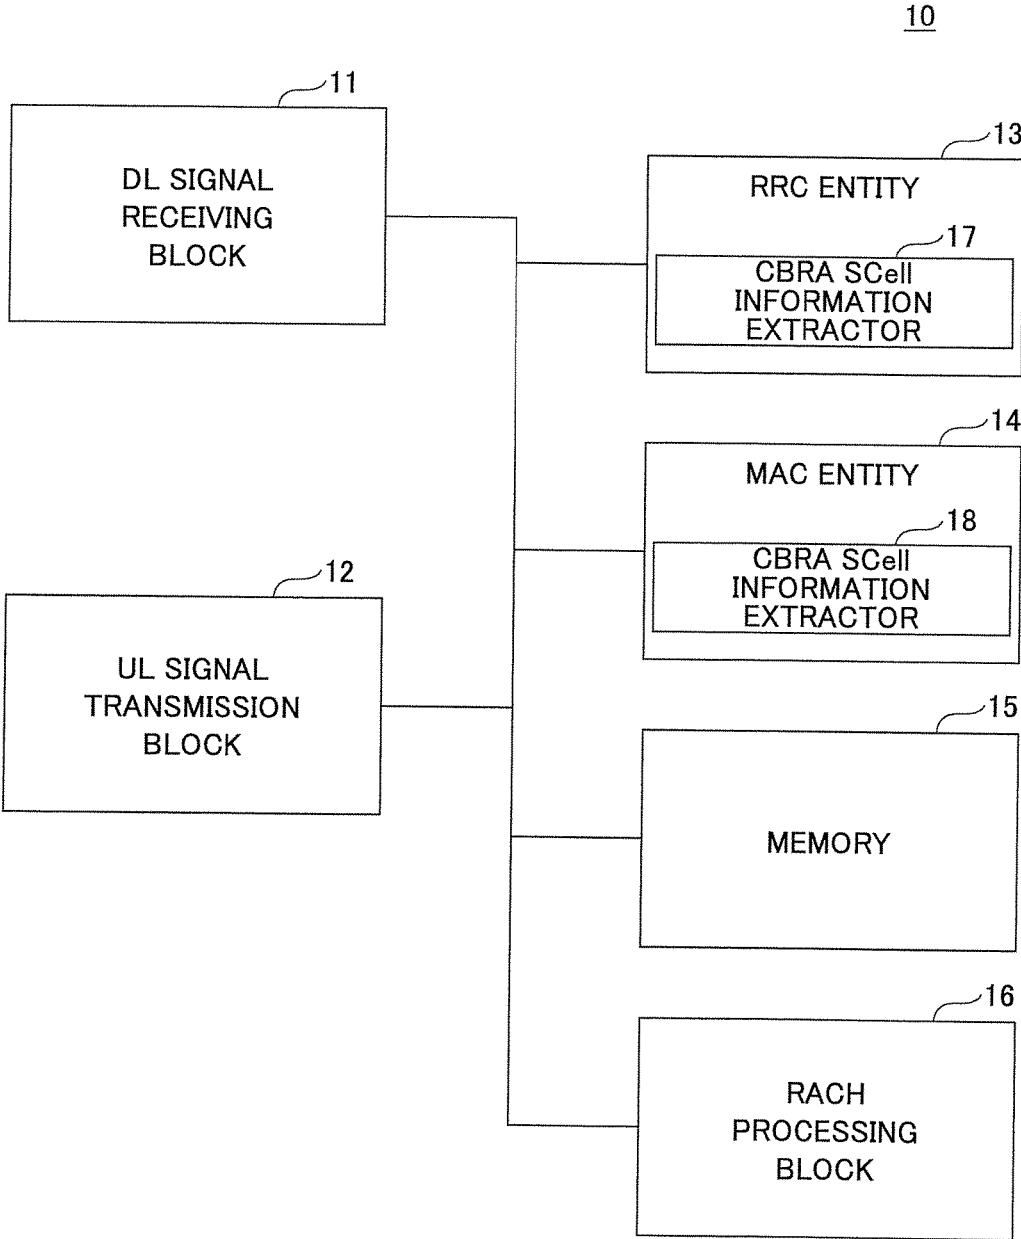 10
11
DL SIGNAL
RECEIVING
BLOCK
13
RRC ENTITY
17
CBRA SCell
INFORMATION
EXTRACTOR
14
MAC ENTITY
18
CBRA SCell
INFORMATION
EXTRACTOR
12
UL SIGNAL
TRANSMISSION
BLOCK
15
MEMORY
16
RACH
PROCESSING
BLOCK